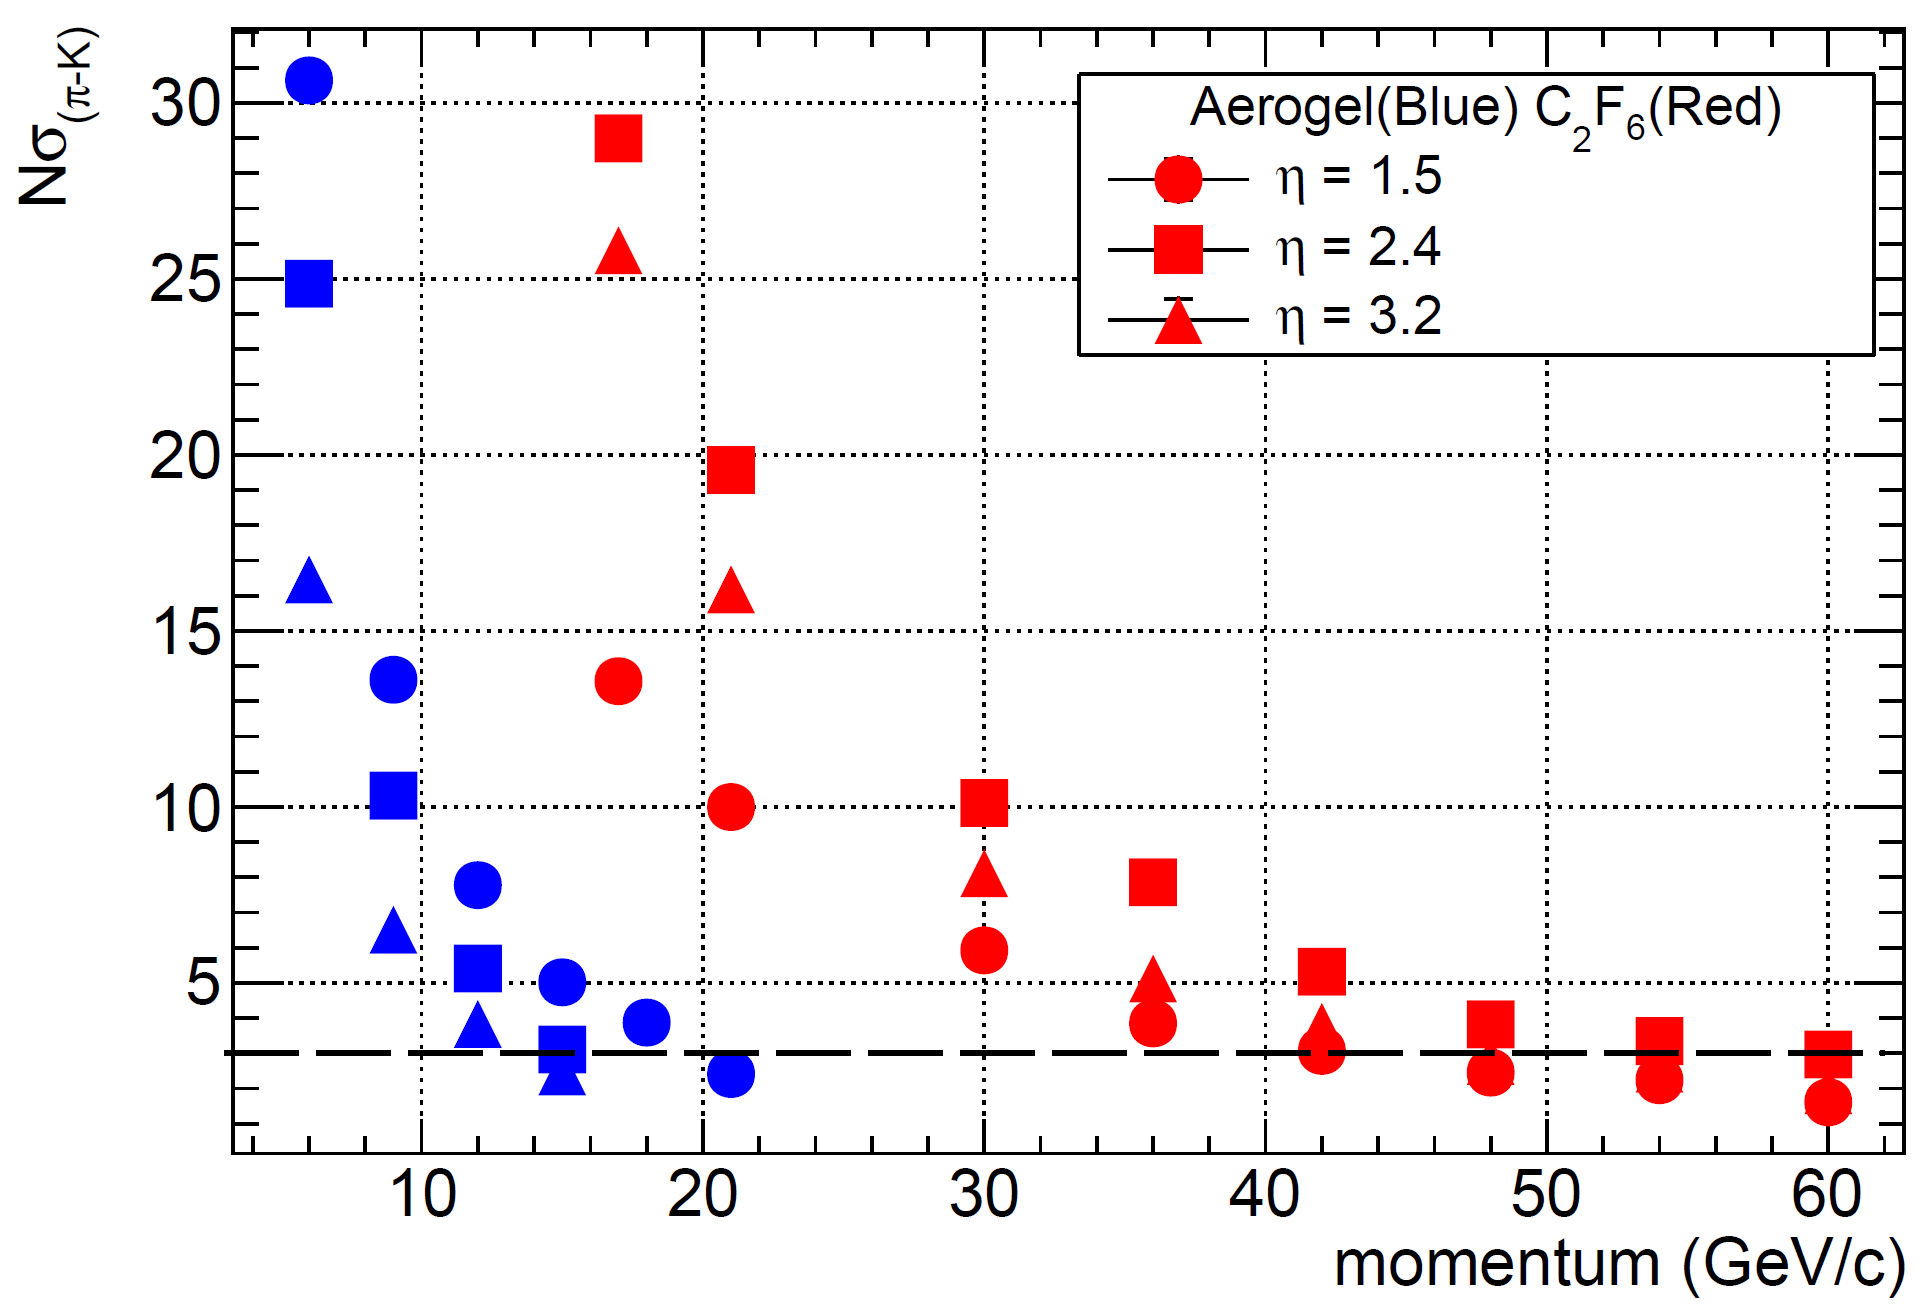 Nσ(π-K)
30
25
20
15
10
5
Aerogel(Blue) C₂F₆(Red)
η = 1.5
η = 2.4
η = 3.2
10 20 30 40 50 60
momentum (GeV/c)